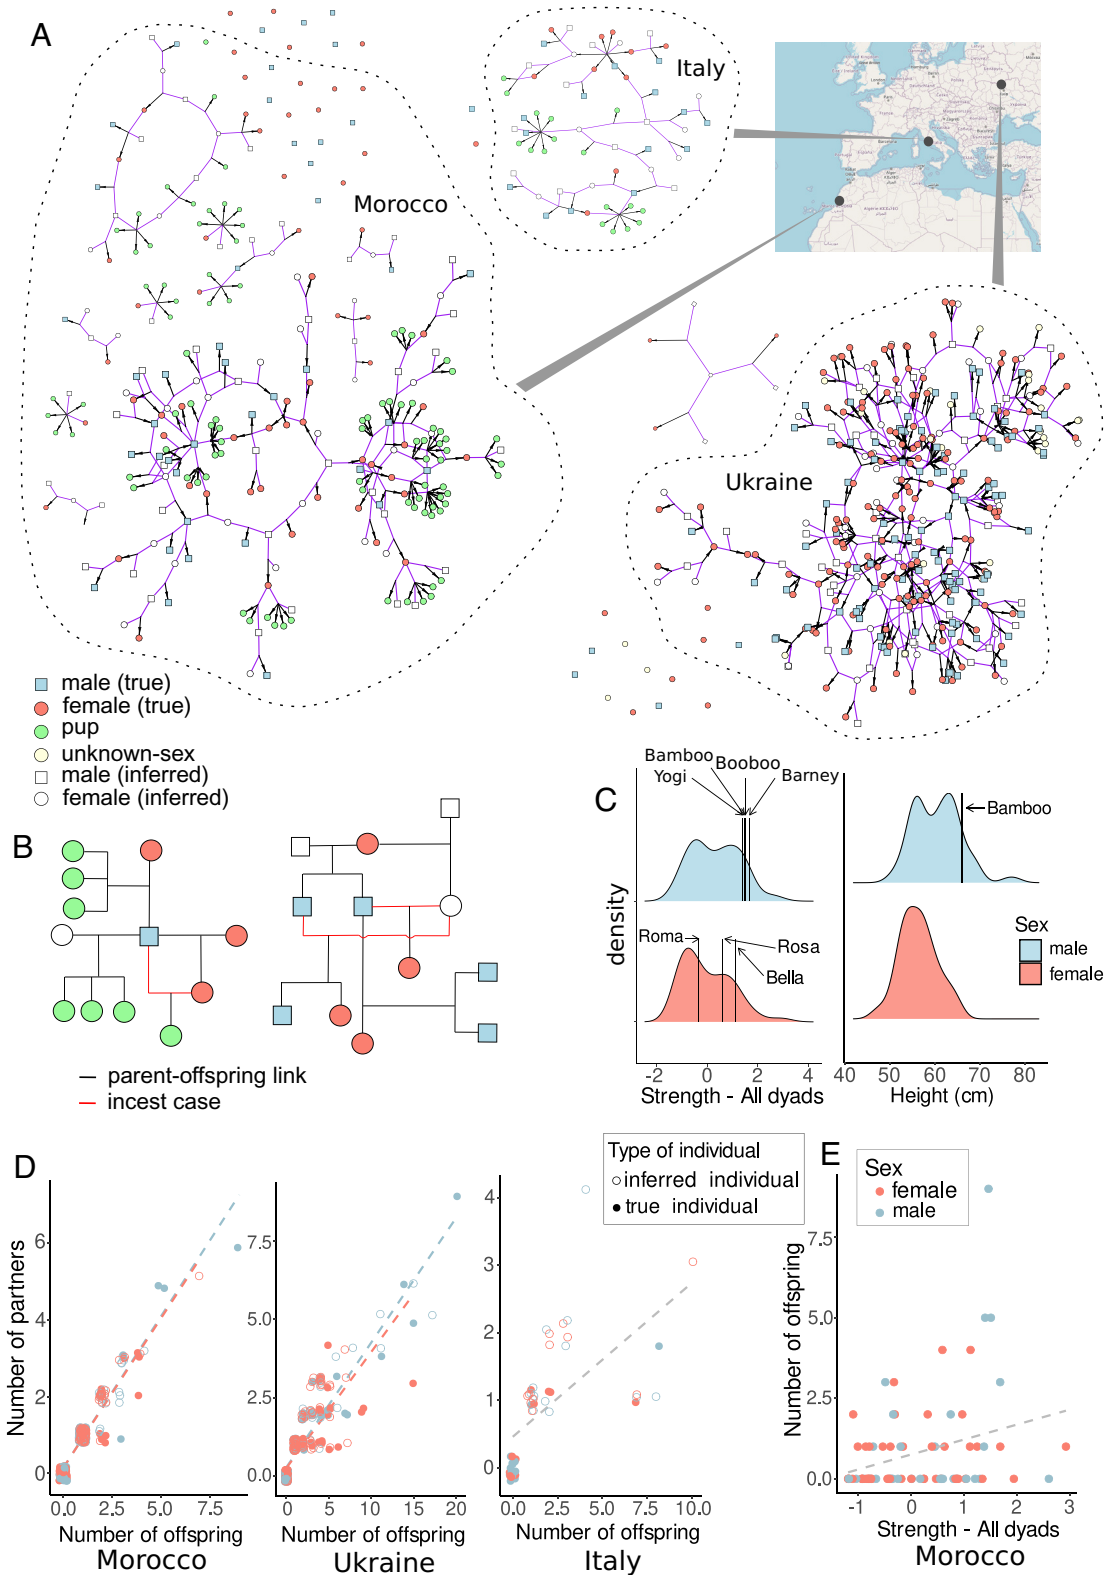 A
Italy
Morocco
Ukraine
male (true)
female (true)
pup
unknown-sex
male (inferred)
female (inferred)
B
parent-offspring link
incest case
C
Bamboo
Booboo
Yogi
Barney
Bamboo
density
Roma
Rosa
Bella
Sex
male
female
-2 0 2 4
Strength - All dyads
40 50 60 70 80
Height (cm)
D
Type of individual
inferred individual
true individual
Number of partners
6
4
2
0
0.0 2.5 5.0 7.5
Number of offspring
Morocco
7.5
5.0
2.5
0.0
0 5 10 15 20
Number of offspring
Ukraine
4
3
2
1
0
0.0 2.5 5.0 7.5 10.0
Number of offspring
Italy
E
Sex
female
male
Number of offspring
7.5
5.0
2.5
0.0
-1 0 1 2 3
Strength - All dyads
Morocco